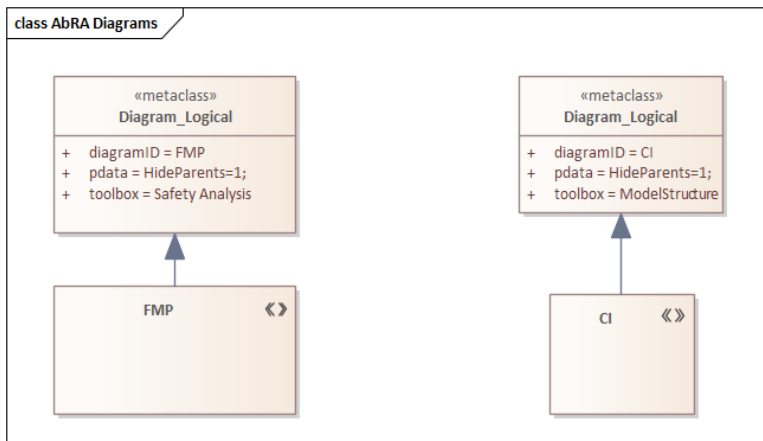 class AbRA Diagrams
«metaclass»
Diagram_Logical
+ diagramID = FMP
+ pdata = HideParents=1;
+ toolbox = Safety Analysis
«metaclass»
Diagram_Logical
+ diagramID = CI
+ pdata = HideParents=1;
+ toolbox = ModelStructure
FMP «»
CI «»